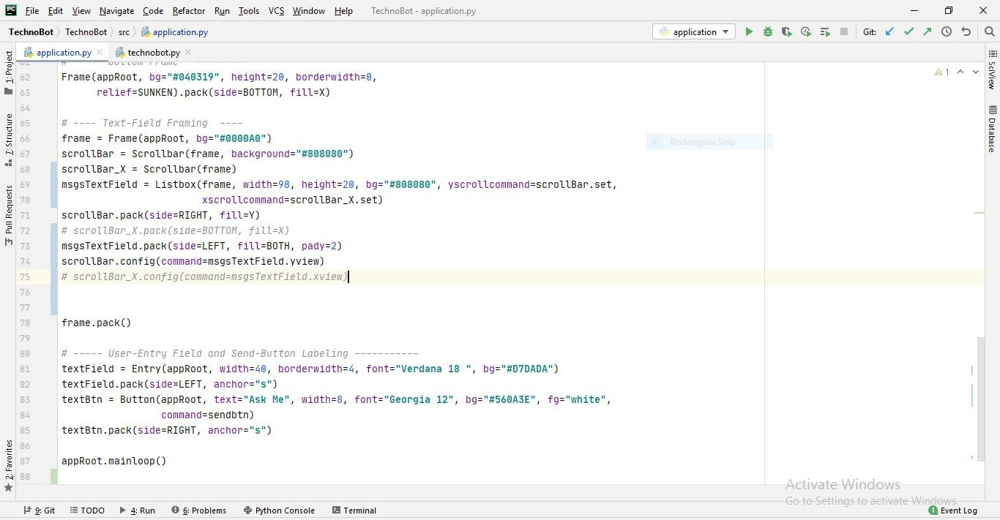 PC File Edit View Navigate Code Refactor Run Tools VCS Window Help TechnoBot - application.py
TechnoBot TechnoBot src application.py application Git:
application.py technobot.py
1: Project
7: Structure
Pull Requests
2: Favorites
62 Frame(appRoot, bg="#040319", height=20, borderwidth=0,
63 relief=SUNKEN).pack(side=BOTTOM, fill=X)
64
65 # ---- Text-Field Framing ----
66 frame = Frame(appRoot, bg="#0000A0")
67 scrollBar = Scrollbar(frame, background="#808080")
68 scrollBar_X = Scrollbar(frame)
69 msgsTextField = Listbox(frame, width=98, height=20, bg="#808080", yscrollcommand=scrollBar.set,
70 xscrollcommand=scrollBar_X.set)
71 scrollBar.pack(side=RIGHT, fill=Y)
72 # scrollBar_X.pack(side=BOTTOM, fill=X)
73 msgsTextField.pack(side=LEFT, fill=BOTH, pady=2)
74 scrollBar.config(command=msgsTextField.yview)
75 # scrollBar_X.config(command=msgsTextField.xview)
76
77
78 frame.pack()
79
80 # ----- User-Entry Field and Send-Button Labeling -----------
81 textField = Entry(appRoot, width=40, borderwidth=4, font="Verdana 18 ", bg="#D7DADA")
82 textField.pack(side=LEFT, anchor="s")
83 textBtn = Button(appRoot, text="Ask Me", width=8, font="Georgia 12", bg="#560A3E", fg="white",
84 command=sendbtn)
85 textBtn.pack(side=RIGHT, anchor="s")
86
87 appRoot.mainloop()
88
1
Rectangular Snip
SciView
Database
Activate Windows
Go to Settings to activate Windows.
9: Git TODO 4: Run 6: Problems Python Console Terminal 1 Event Log